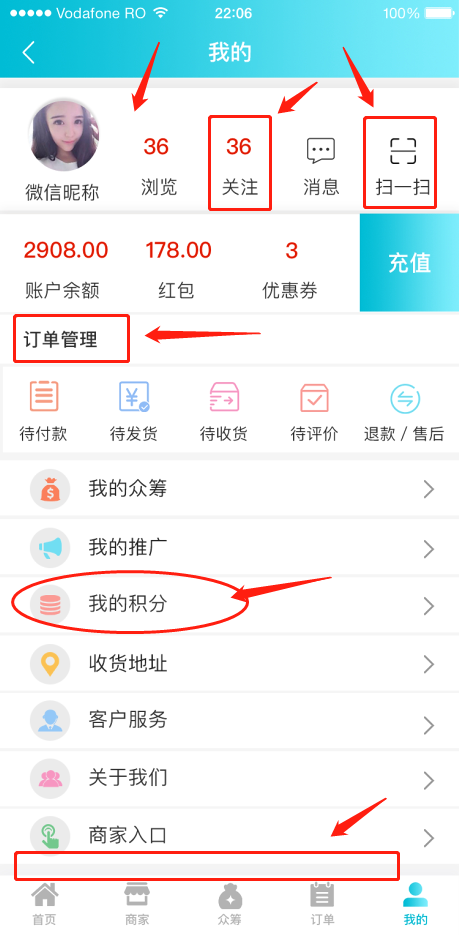 Vodafone RO 22:06 100%
我的
36 36
微信昵称 浏览 关注 消息 扫一扫
2908.00 178.00 3 充值
账户余额 红包 优惠券
订单管理
待付款 待发货 待收货 待评价 退款 / 售后
我的众筹
我的推广
我的积分
收货地址
客户服务
关于我们
商家入口
首页 商家 众筹 订单 我的